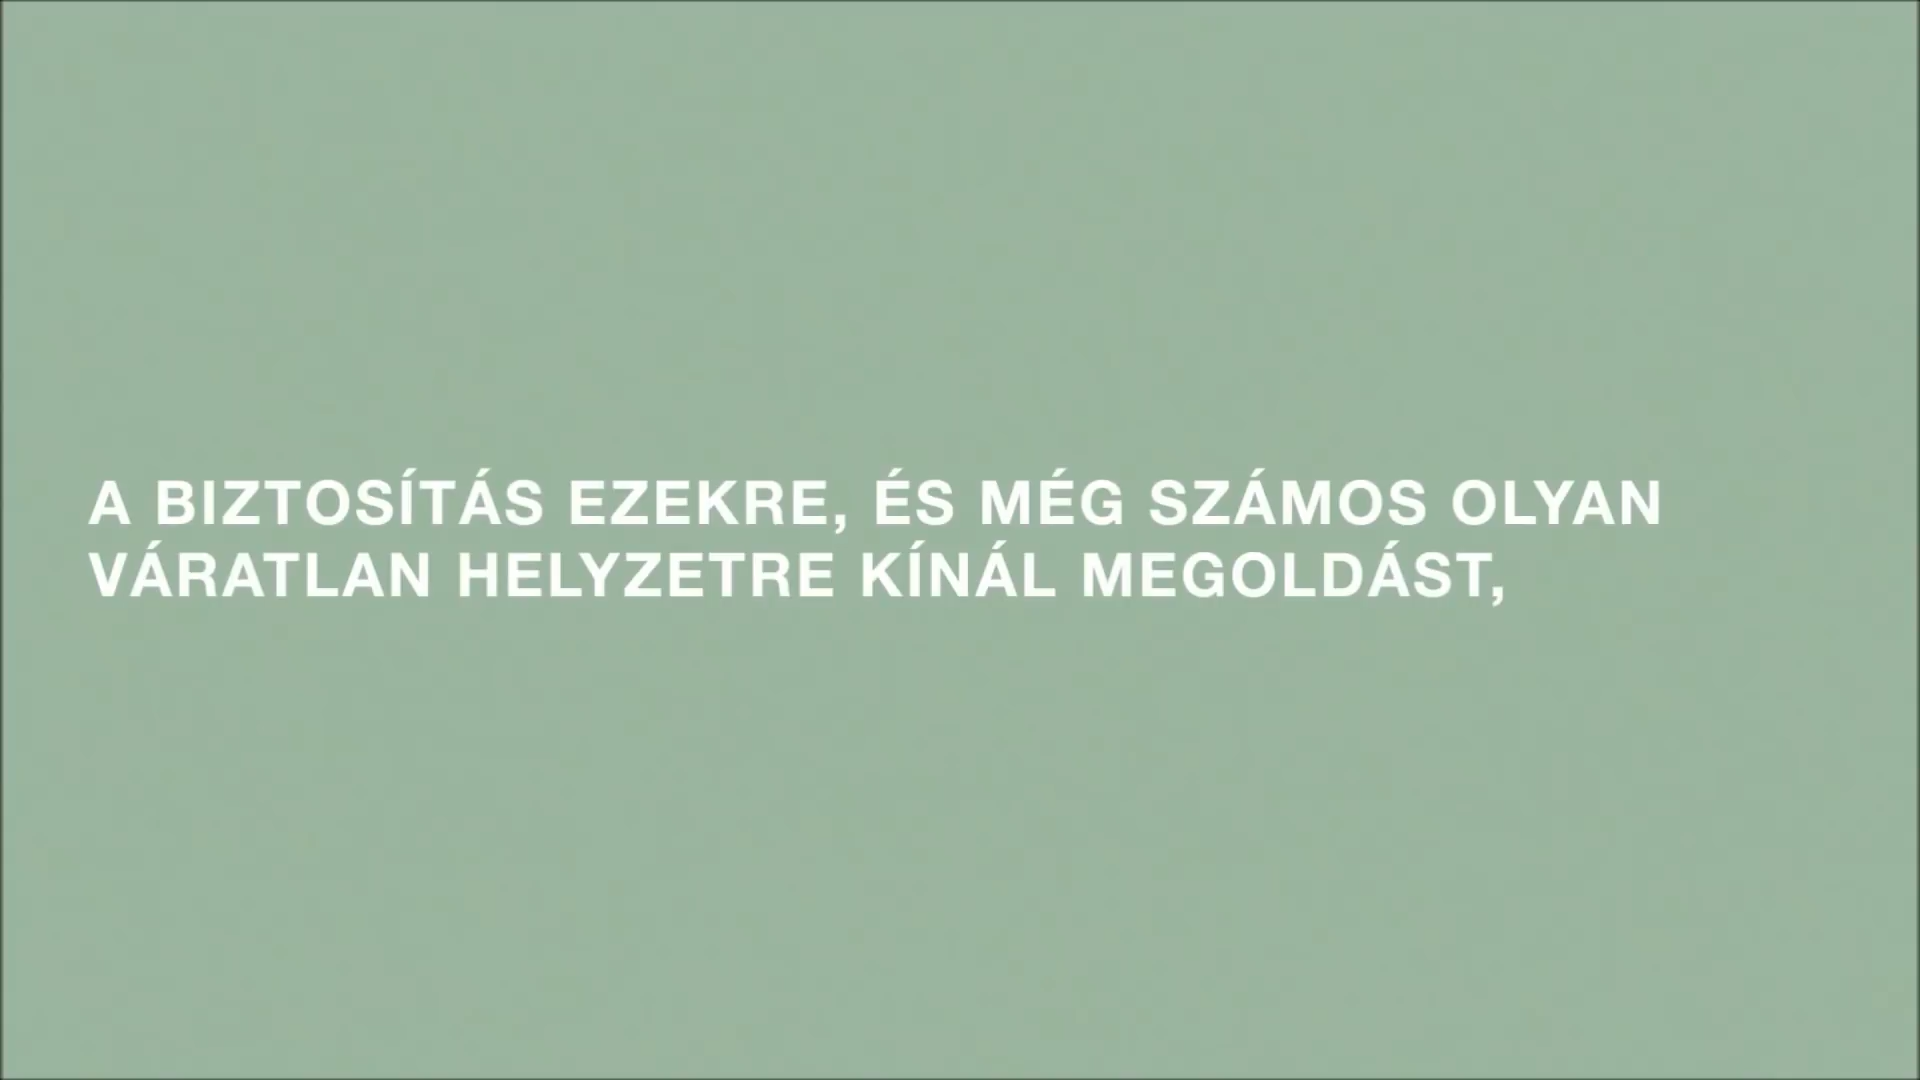 A BIZTOSÍTÁS EZEKRE, ÉS MÉG SZÁMOS OLYAN
VÁRATLAN HELYZETRE KÍNÁL MEGOLDÁST,